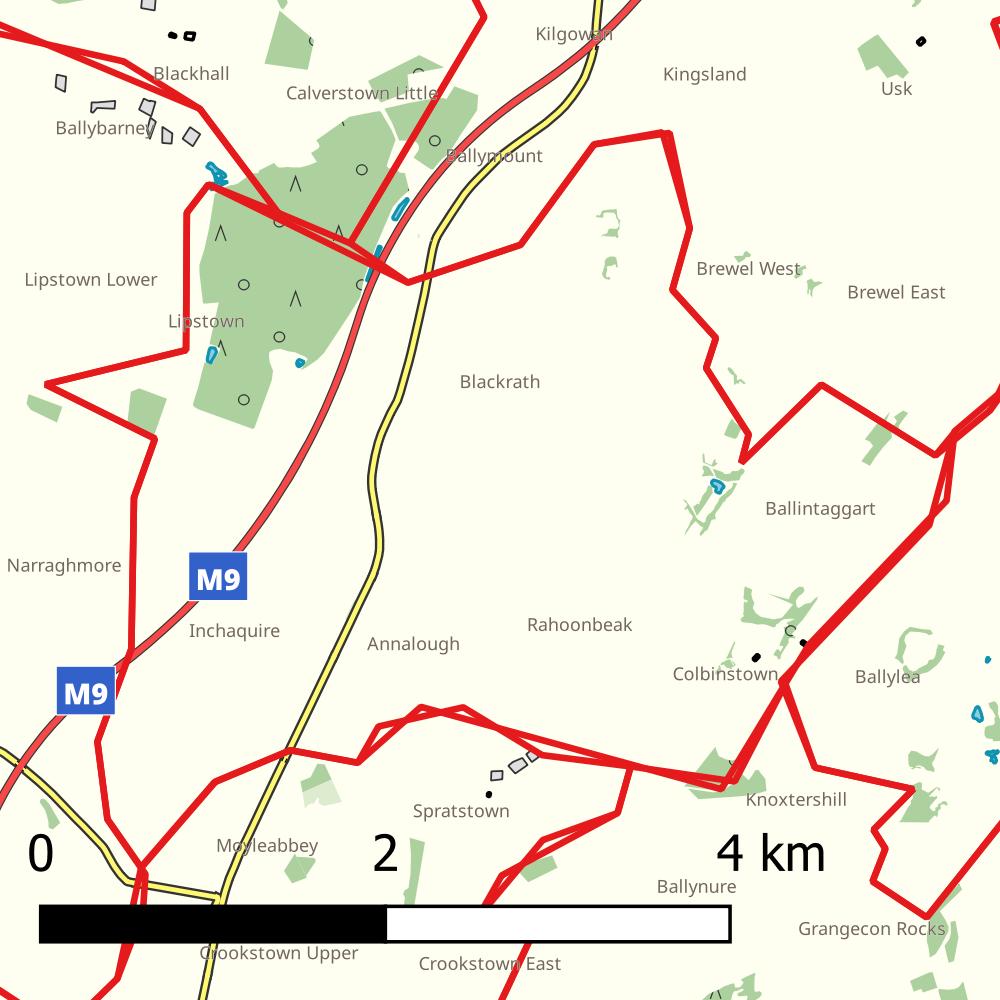 Kilgowan
Blackhall
Kingsland
Calverstown Little
Usk
Ballybarney
Ballymount
Brewel West
Lipstown Lower
Brewel East
Lipstown
Blackrath
Ballintaggart
Narraghmore
M9
Inchaquire
Rahoonbeak
Annalough
Colbinstown
Ballylea
M9
Knoxtershill
Spratstown
Moyleabbey
0 2 4 km
Ballynure
Grangecon Rocks
Crookstown Upper
Crookstown East